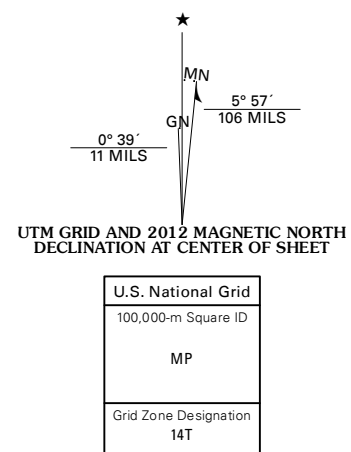 ★
MN
GN
5° 57´
106 MILS
0° 39´
11 MILS
UTM GRID AND 2012 MAGNETIC NORTH
DECLINATION AT CENTER OF SHEET
U.S. National Grid
100,000-m Square ID
MP
Grid Zone Designation
14T